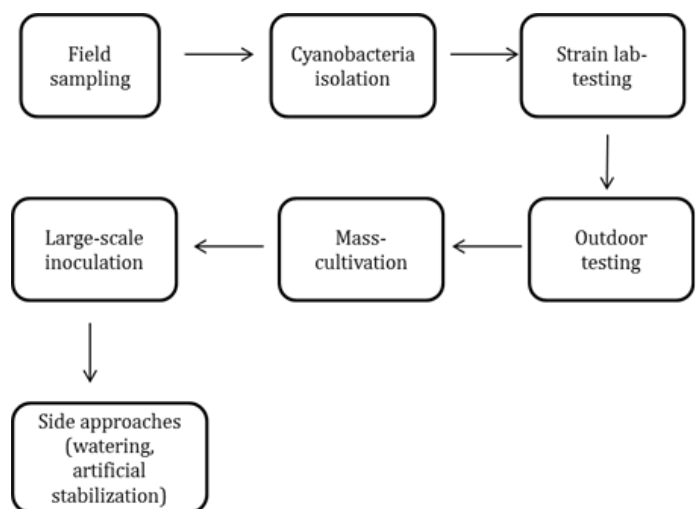 Field
sampling
Cyanobacteria
isolation
Strain lab-
testing
Outdoor
testing
Mass-
cultivation
Large-scale
inoculation
Side approaches
(watering,
artificial
stabilization)